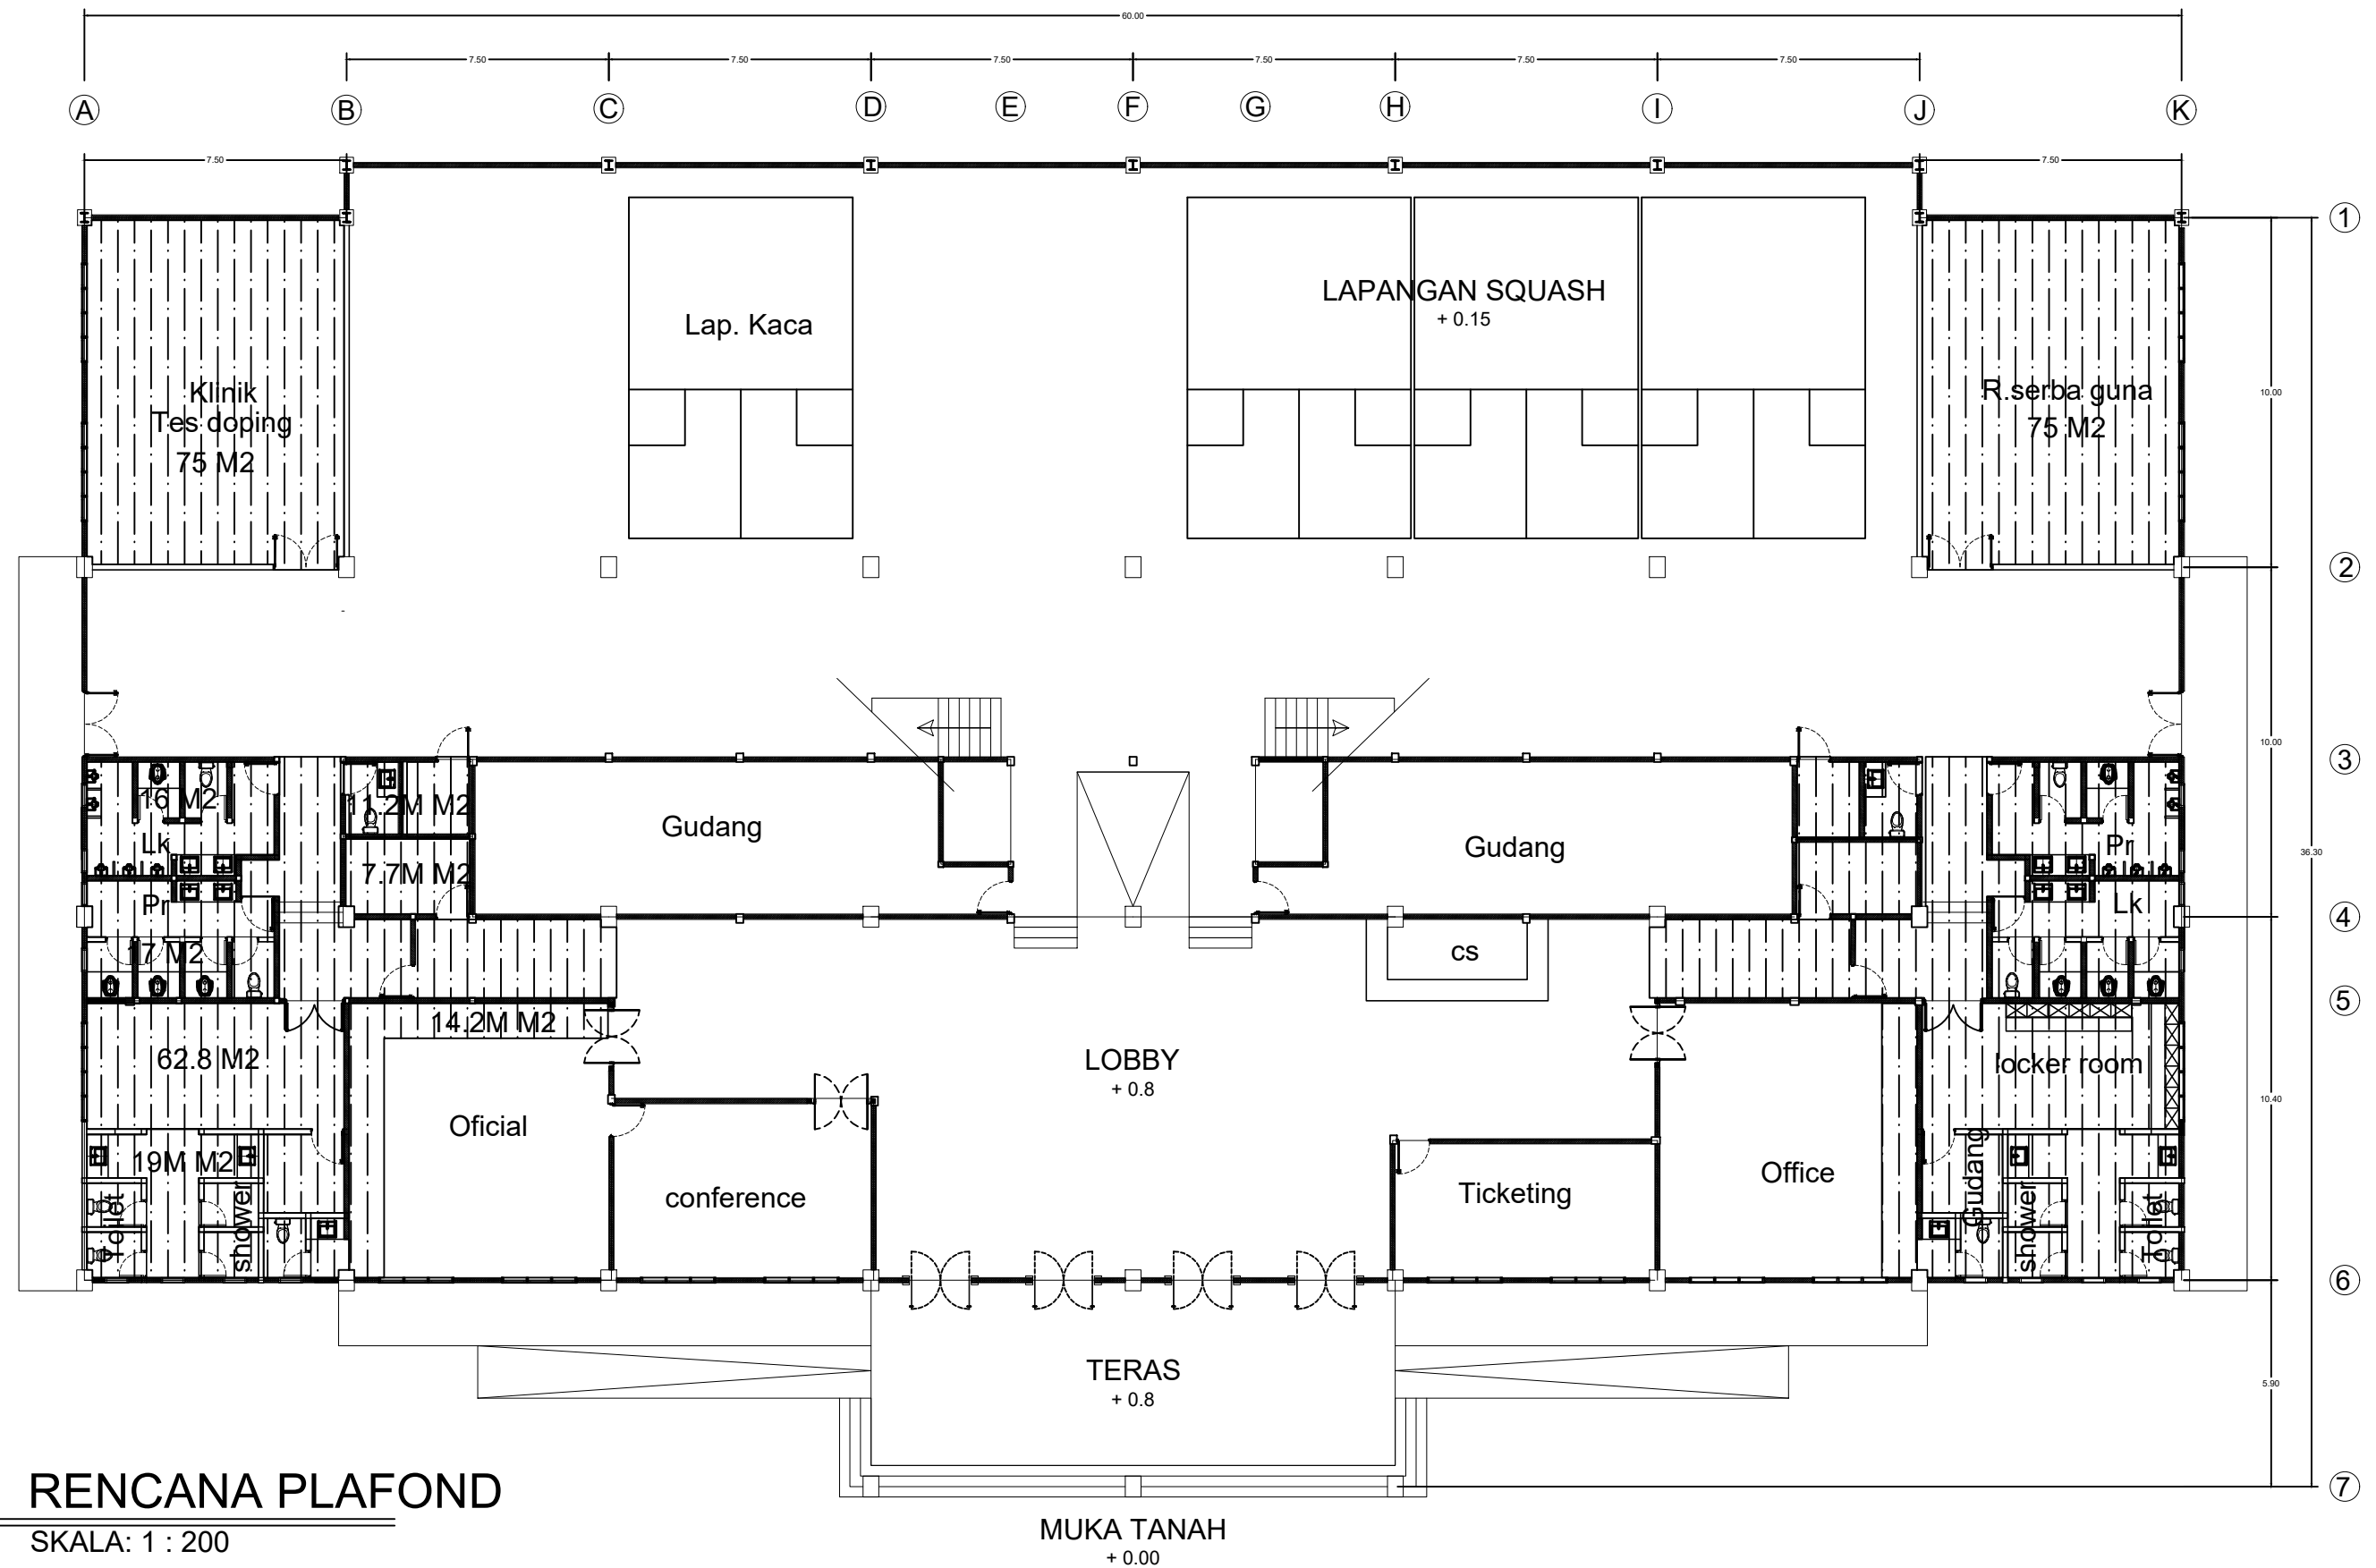 60.00
7.50 7.50 7.50 7.50 7.50 7.50
A B C D E F G H I J K
7.50 7.50
1
LAPANGAN SQUASH
+ 0.15
Lap. Kaca
Klinik
Tes doping
75 M2
R.serba guna
75 M2
10.00
2
10.00
3
16 M2
11.2M M2
Lk
7.7M M2
Gudang
Gudang
Pr
36.30
Pr
17 M2
cs
Lk
4
14.2M M2
5
62.8 M2
LOBBY
+ 0.8
locker room
10.40
Oficial
19M M2
conference
Ticketing
Office
Toilet
shower
Gudang
shower
Toilet
6
TERAS
+ 0.8
5.90
7
RENCANA PLAFOND
SKALA: 1 : 200
MUKA TANAH
+ 0.00